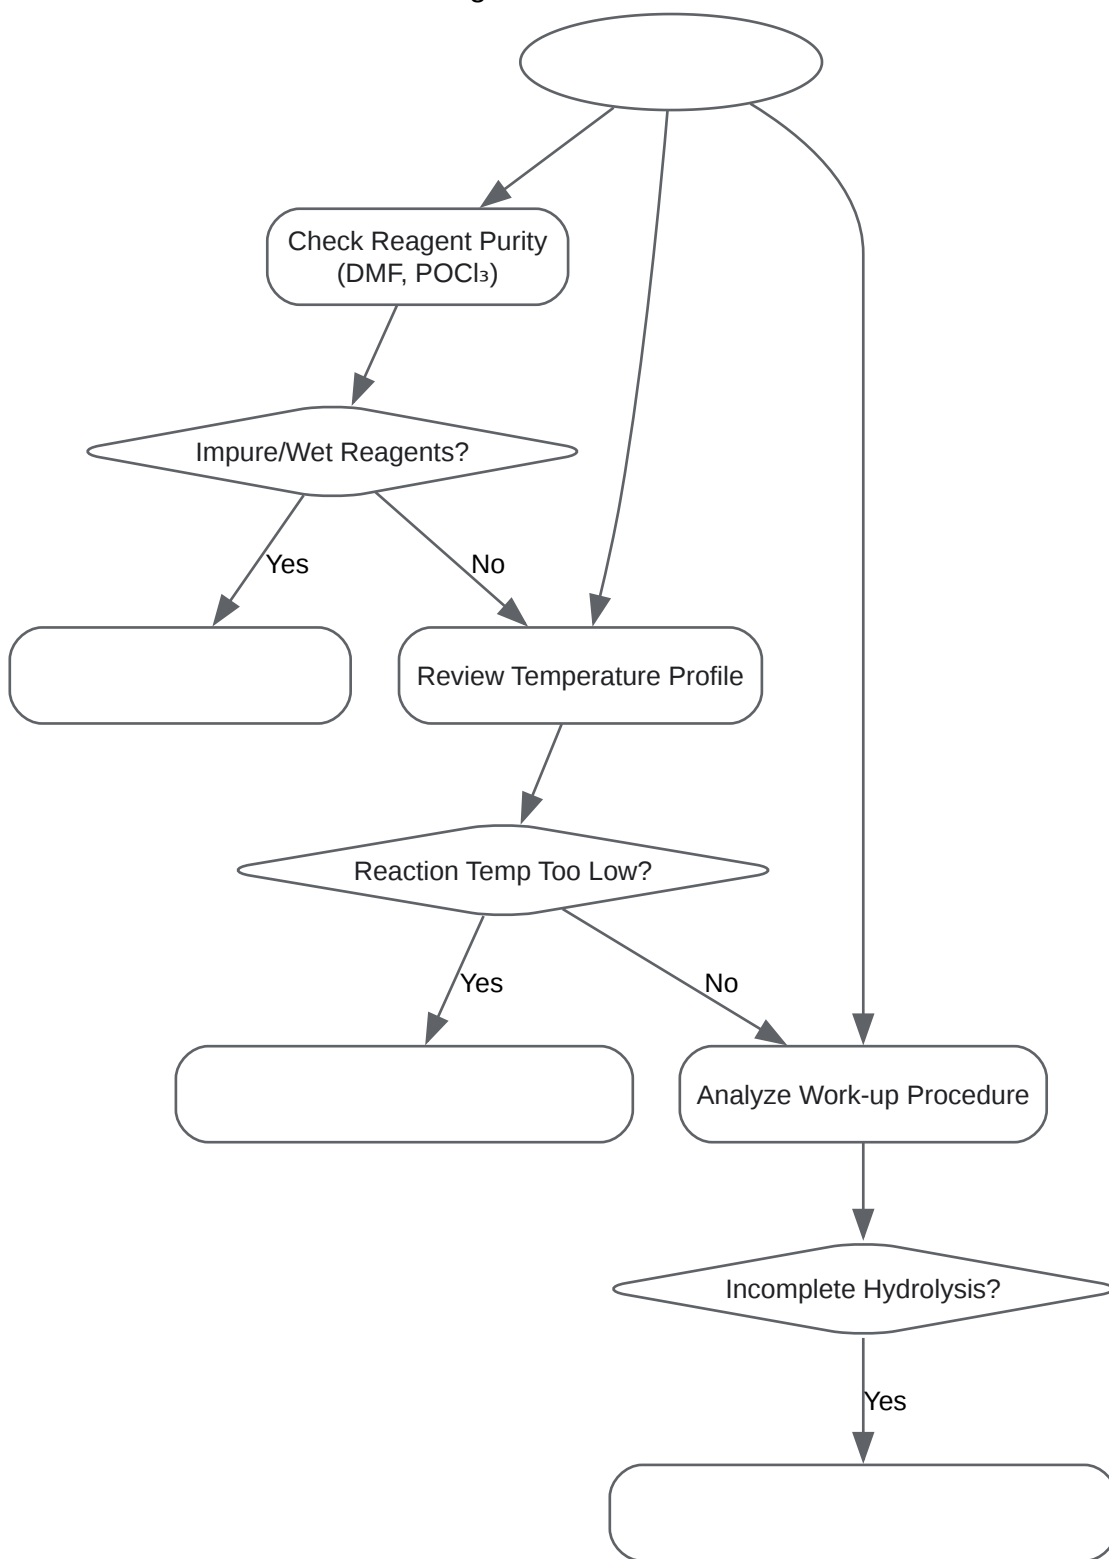 Check Reagent Purity
(DMF, POCl₃)
Impure/Wet Reagents?
Yes
No
Review Temperature Profile
Reaction Temp Too Low?
Yes
No
Analyze Work-up Procedure
Incomplete Hydrolysis?
Yes